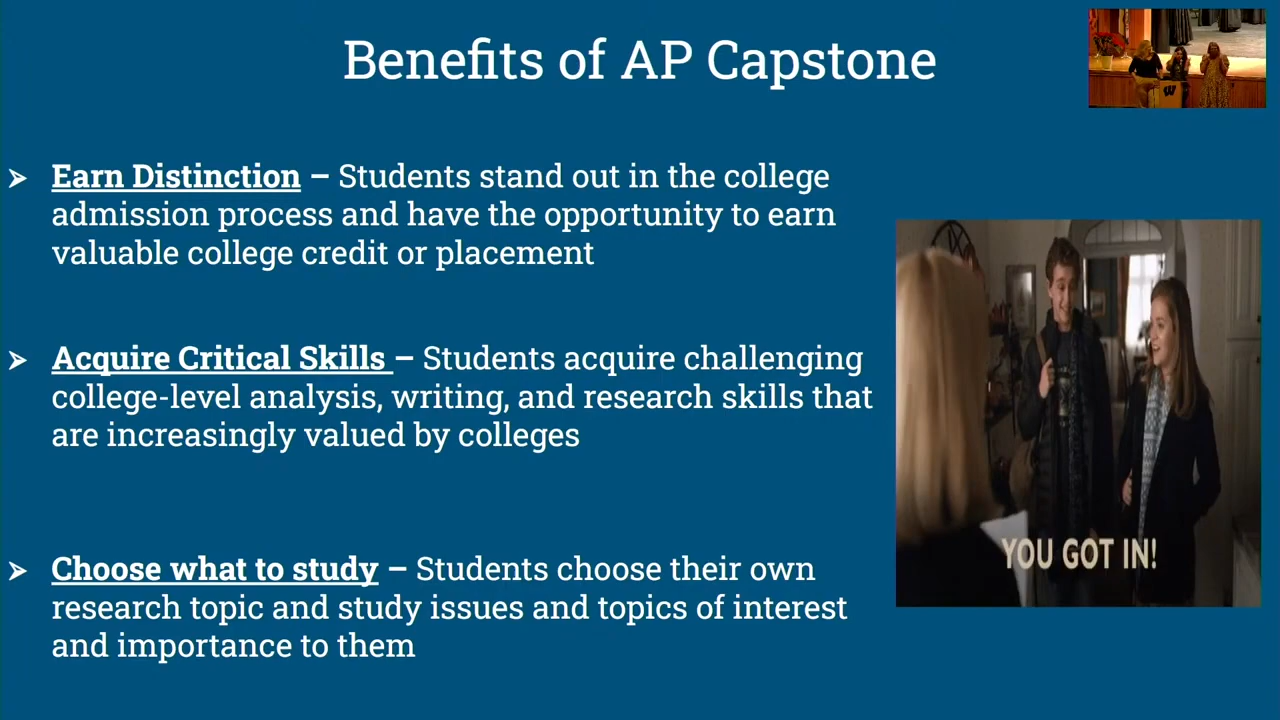 Benefits of AP Capstone
W
➢ Earn Distinction – Students stand out in the college
admission process and have the opportunity to earn
valuable college credit or placement
➢ Acquire Critical Skills – Students acquire challenging
college-level analysis, writing, and research skills that
are increasingly valued by colleges
YOU GOT IN!
➢ Choose what to study – Students choose their own
research topic and study issues and topics of interest
and importance to them